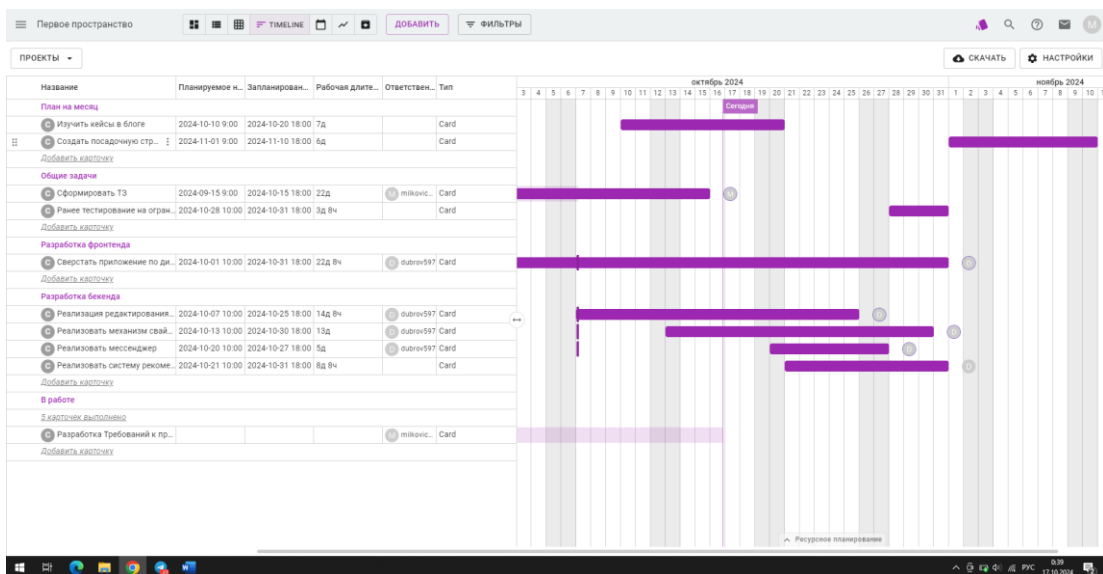 Первое пространство TIMELINE ДОБАВИТЬ ФИЛЬТРЫ M
ПРОЕКТЫ СКАЧАТЬ НАСТРОЙКИ
октябрь 2024 ноябрь 2024
Название Планируемое н... Запланирован... Рабочая длите... Ответствен... Тип
3 4 5 6 7 8 9 10 11 12 13 14 15 16 17 18 19 20 21 22 23 24 25 26 27 28 29 30 31 1 2 3 4 5 6 7 8 9 10
План на месяц Сегодня
C Изучить кейсы в блоге 2024-10-10 9:00 2024-10-20 18:00 7д Card
C Создать посадочную стр... 2024-11-01 9:00 2024-11-10 18:00 6д Card
Добавить карточку
Общие задачи
C Сформировать ТЗ 2024-09-15 9:00 2024-10-15 18:00 22д M milkovic... Card M
C Ранее тестирование на огран... 2024-10-28 10:00 2024-10-31 18:00 3д 8ч Card
Добавить карточку
Разработка фронтенда
C Сверстать приложение по ди... 2024-10-01 10:00 2024-10-31 18:00 22д 8ч D dubrov597 Card D
Добавить карточку
Разработка бекенда
C Реализация редактирования... 2024-10-07 10:00 2024-10-25 18:00 14д 8ч D dubrov597 Card D
C Реализовать механизм свай... 2024-10-13 10:00 2024-10-30 18:00 13д D dubrov597 Card D
C Реализовать мессенджер 2024-10-20 10:00 2024-10-27 18:00 5д D dubrov597 Card D
C Реализовать систему рекоме... 2024-10-21 10:00 2024-10-31 18:00 8д 8ч Card D
Добавить карточку
В работе
5 карточек выполнено
C Разработка Требований к пр... M milkovic... Card
Добавить карточку
Ресурсное планирование
РУС 0:39
17.10.2024